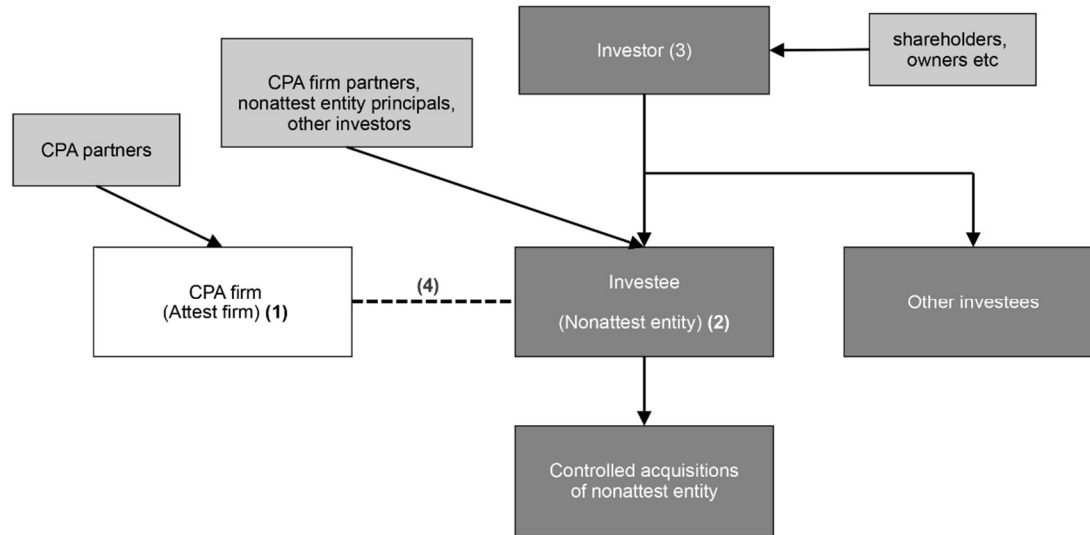 Investor (3)
shareholders,
owners etc
CPA firm partners,
nonattest entity principals,
other investors
CPA partners
CPA firm
(Attest firm) (1)
(4)
Investee
(Nonattest entity) (2)
Other investees
Controlled acquisitions
of nonattest entity